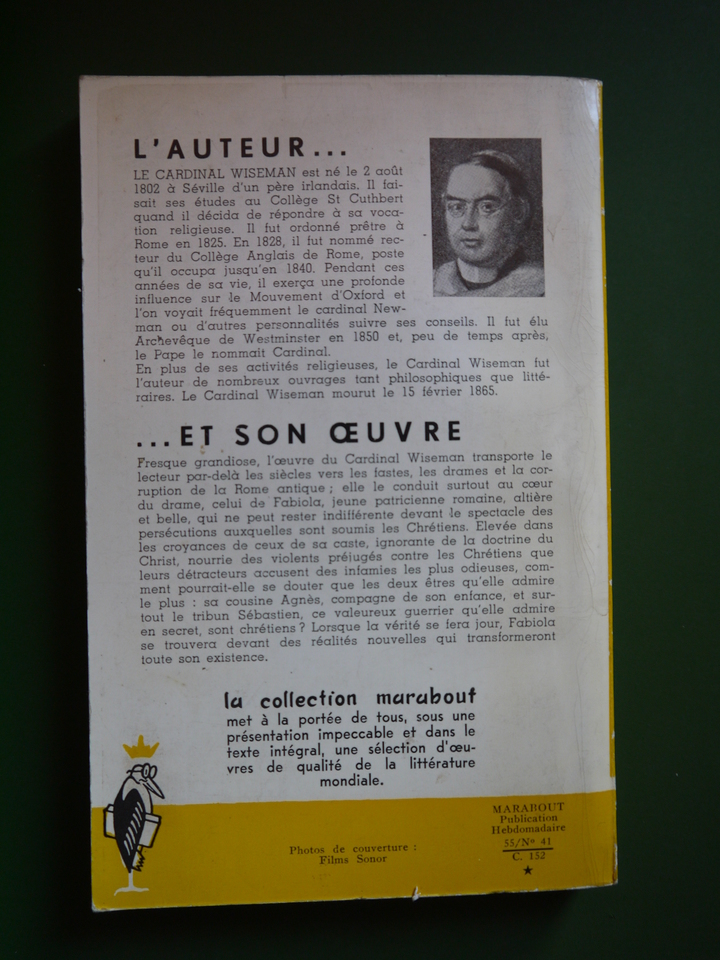 L'AUTEUR...
LE CARDINAL WISEMAN est né le 2 août
1802 à Séville d'un père irlandais. Il fai-
sait ses études au Collège St Cuthbert
quand il décida de répondre à sa voca-
tion religieuse. Il fut ordonné prêtre à
Rome en 1825. En 1828, il fut nommé rec-
teur du Collège Anglais de Rome, poste
qu'il occupa jusqu'en 1840. Pendant ces
années de sa vie, il exerça une profonde
influence sur le Mouvement d'Oxford et
l'on voyait fréquemment le cardinal New-
man ou d'autres personnalités suivre ses conseils. Il fut élu
Archevêque de Westminster en 1850 et, peu de temps après,
le Pape le nommait Cardinal.
En plus de ses activités religieuses, le Cardinal Wiseman fut
l'auteur de nombreux ouvrages tant philosophiques que litté-
raires. Le Cardinal Wiseman mourut le 15 février 1865.
...ET SON ŒUVRE
Fresque grandiose, l'œuvre du Cardinal Wiseman transporte le
lecteur par-delà les siècles vers les fastes, les drames et la cor-
ruption de la Rome antique ; elle le conduit surtout au cœur
du drame, celui de Fabiola, jeune patricienne romaine, altière
et belle, qui ne peut rester indifférente devant le spectacle des
persécutions auxquelles sont soumis les Chrétiens. Elevée dans
les croyances de ceux de sa caste, ignorante de la doctrine du
Christ, nourrie des violents préjugés contre les Chrétiens que
leurs détracteurs accusent des infamies les plus odieuses, com-
ment pourrait-elle se douter que les deux êtres qu'elle admire
le plus : sa cousine Agnès, compagne de son enfance, et sur-
tout le tribun Sébastien, ce valeureux guerrier qu'elle admire
en secret, sont chrétiens ? Lorsque la vérité se fera jour, Fabiola
se trouvera devant des réalités nouvelles qui transformeront
toute son existence.
la collection marabout
met à la portée de tous, sous une
présentation impeccable et dans le
texte intégral, une sélection d'œu-
vres de qualité de la littérature
mondiale.
Photos de couverture :
Films Sonor
MARABOUT
Publication
Hebdomadaire
55/Nº 41
C. 152